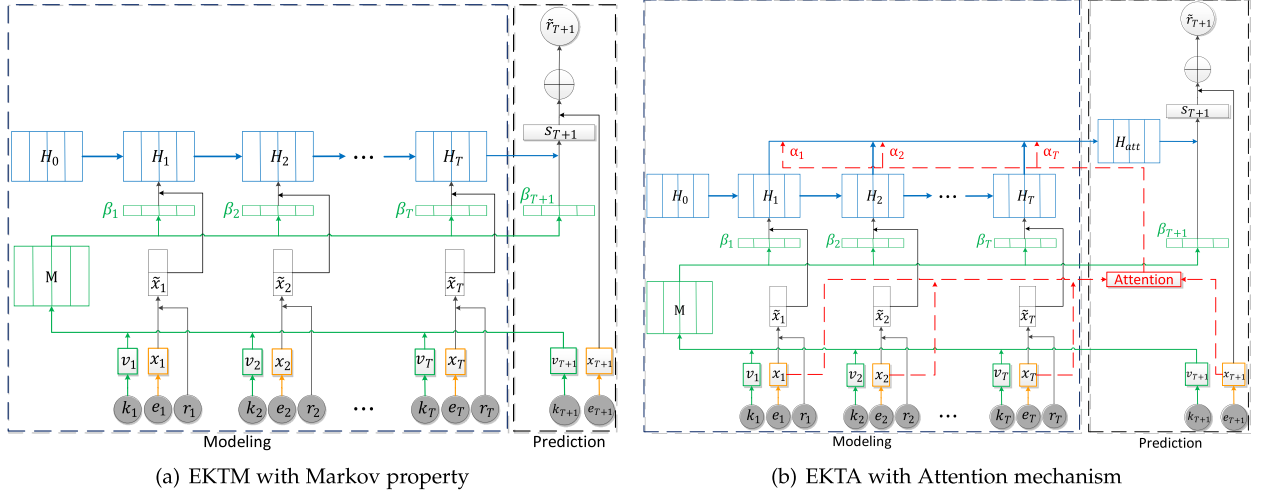 r̃T+1
sT+1
H0 H1 H2 ... HT
β1 β2 βT βT+1
M
x̃1 x̃2 x̃T
v1 x1 v2 x2 vT xT vT+1 xT+1
k1 e1 r1 k2 e2 r2 ... kT eT rT kT+1 eT+1
Modeling Prediction
(a) EKTM with Markov property
r̃T+1
sT+1
α1 α2 αT Hatt
H0 H1 H2 ... HT
β1 β2 βT βT+1
Attention
M
x̃1 x̃2 x̃T
v1 x1 v2 x2 vT xT vT+1 xT+1
k1 e1 r1 k2 e2 r2 ... kT eT rT kT+1 eT+1
Modeling Prediction
(b) EKTA with Attention mechanism